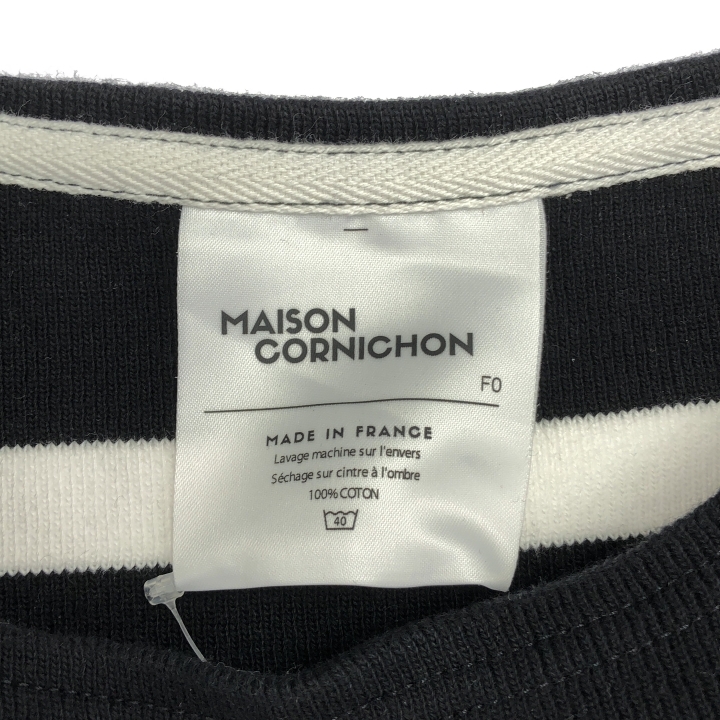 MAISON
CORNICHON
F0
MADE IN FRANCE
Lavage machine sur l'envers
Séchage sur cintre à l'ombre
100% COTON
40